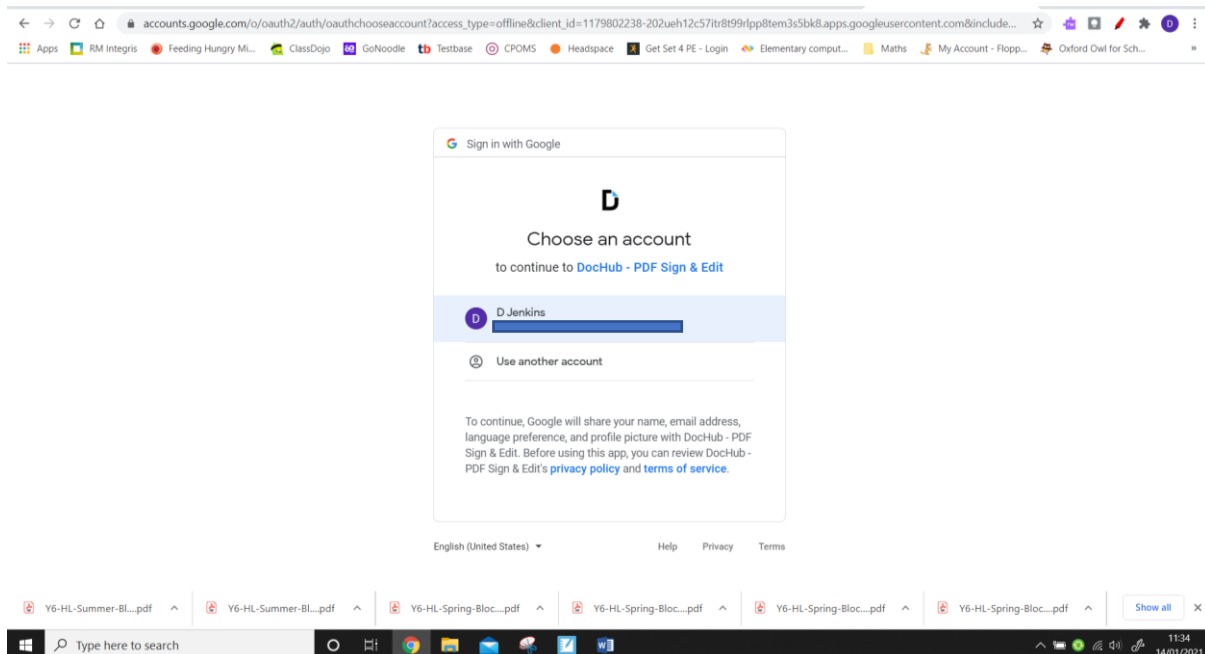 accounts.google.com/o/oauth2/auth/oauthchooseaccount?access_type=offline&client_id=1179802238-202ueh12c57itr8t99rlpp8tem3s5bk8.apps.googleusercontent.com&include...
D
Apps RM Integris Feeding Hungry Mi... ClassDojo GoNoodle tb Testbase CPOMS Headspace Get Set 4 PE - Login Elementary comput... Maths My Account - Flopp... Oxford Owl for Sch... »
G Sign in with Google
D
Choose an account
to continue to DocHub - PDF Sign & Edit
D D Jenkins
Use another account
To continue, Google will share your name, email address,
language preference, and profile picture with DocHub - PDF
Sign & Edit. Before using this app, you can review DocHub -
PDF Sign & Edit's privacy policy and terms of service.
English (United States) Help Privacy Terms
Y6-HL-Summer-Bl....pdf Y6-HL-Summer-Bl....pdf Y6-HL-Spring-Bloc....pdf Y6-HL-Spring-Bloc....pdf Y6-HL-Spring-Bloc....pdf Y6-HL-Spring-Bloc....pdf Show all X
Type here to search
11:34
14/01/2021